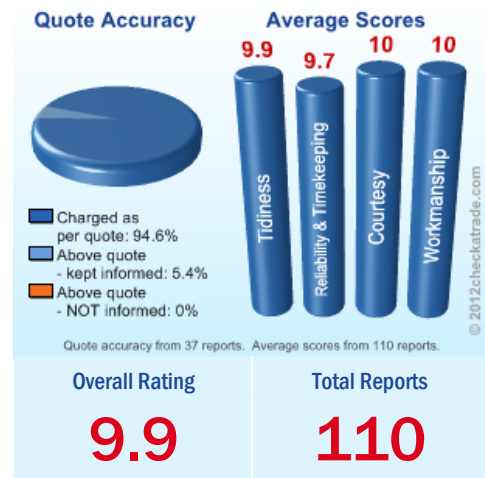 Quote Accuracy
Charged as
per quote: 94.6%
Above quote
- kept informed: 5.4%
Above quote
- NOT informed: 0%
Average Scores
9.9
9.7
10
10
Tidiness
Reliability & Timekeeping
Courtesy
Workmanship
© 2012checkatrade.com
Quote accuracy from 37 reports. Average scores from 110 reports.
Overall Rating
9.9
Total Reports
110